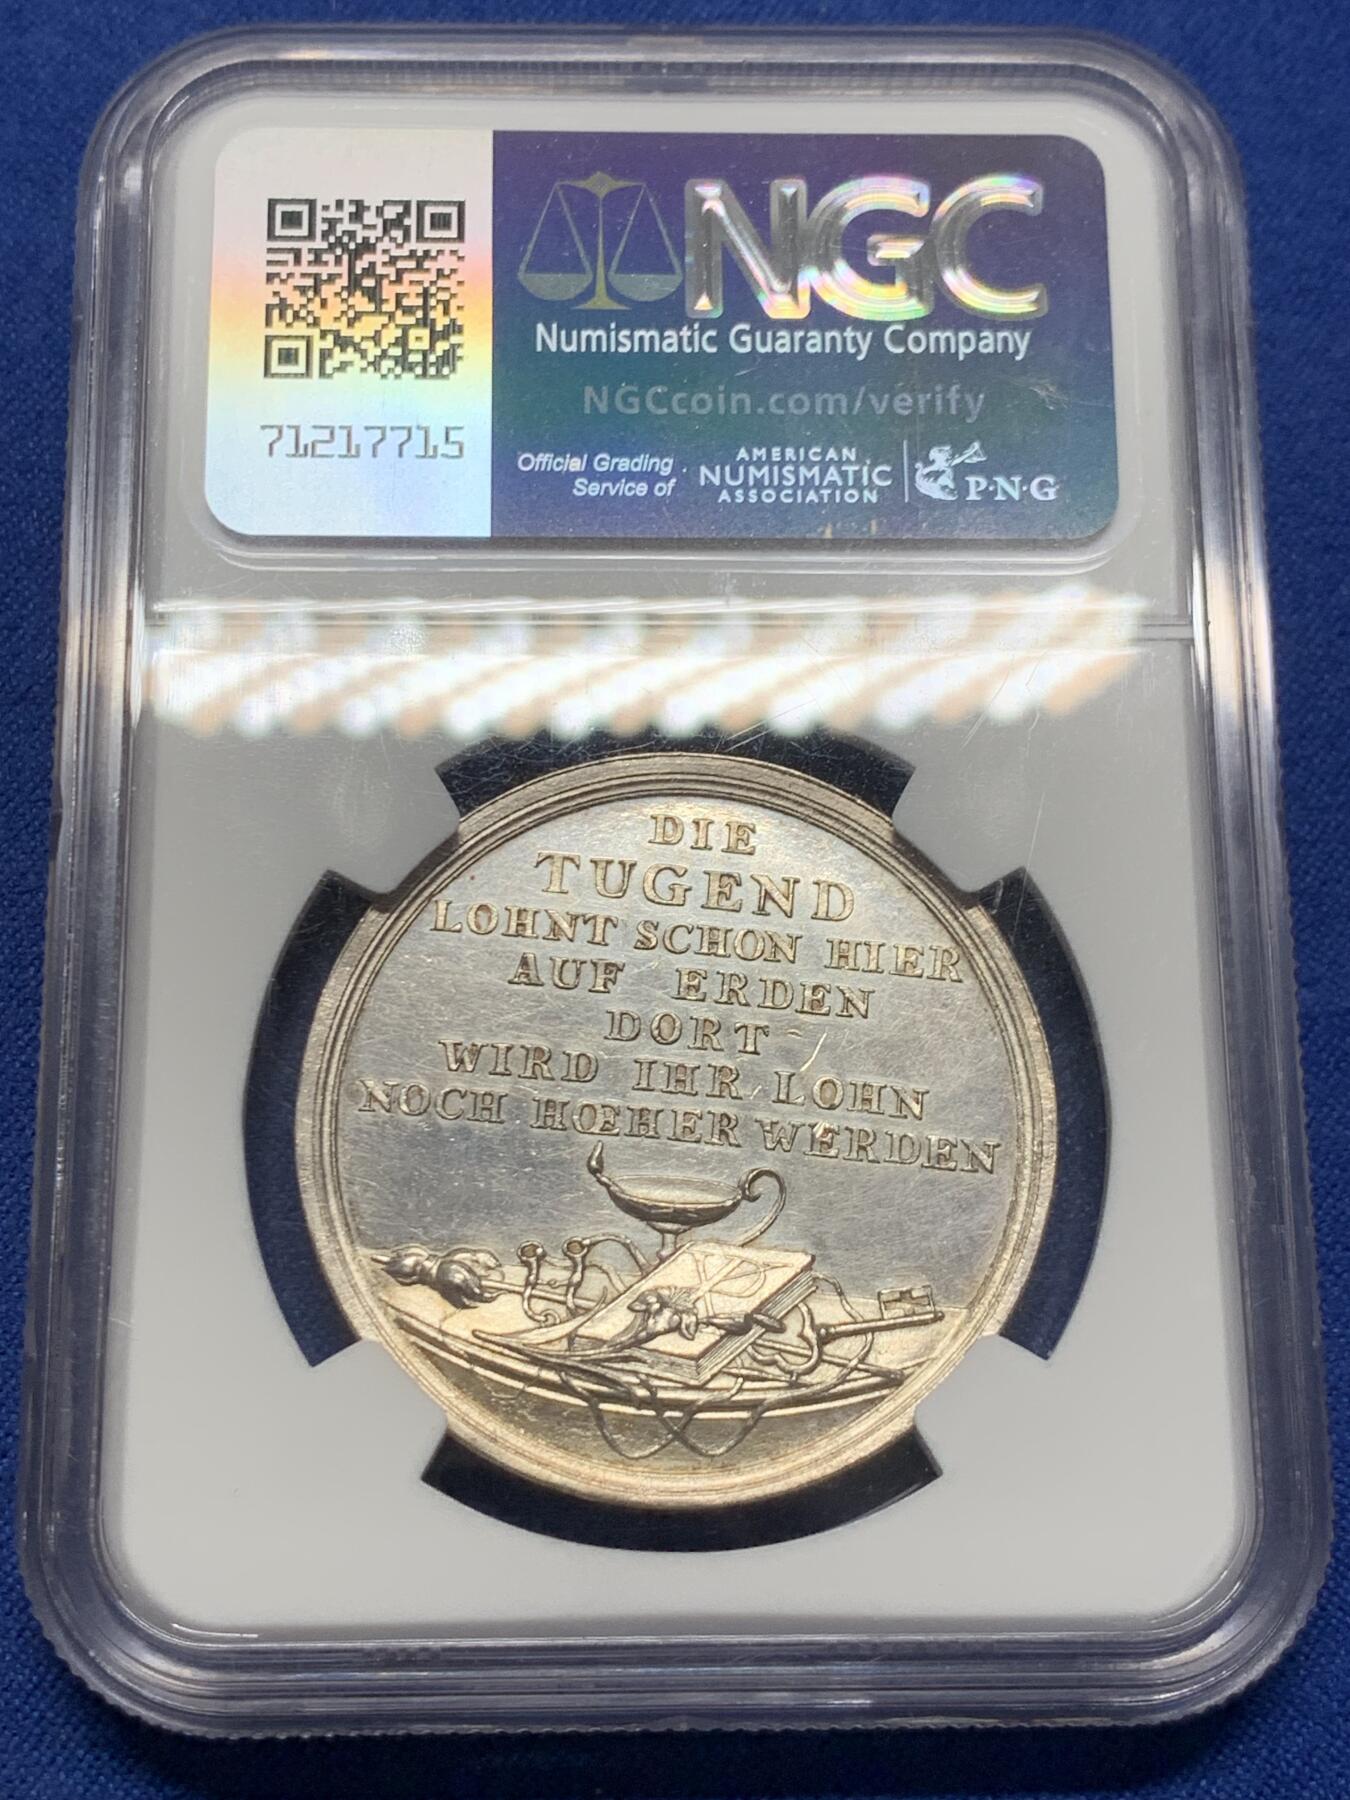 NGC
Numismatic Guaranty Company
NGCcoin.com/verify
71217715
Official Grading
Service of
AMERICAN
NUMISMATIC
ASSOCIATION
P·N·G
DIE
TUGEND
LOHNT SCHON HIER
AUF ERDEN
DORT
WIRD IHR LOHN
NOCH HŒHER WERDEN